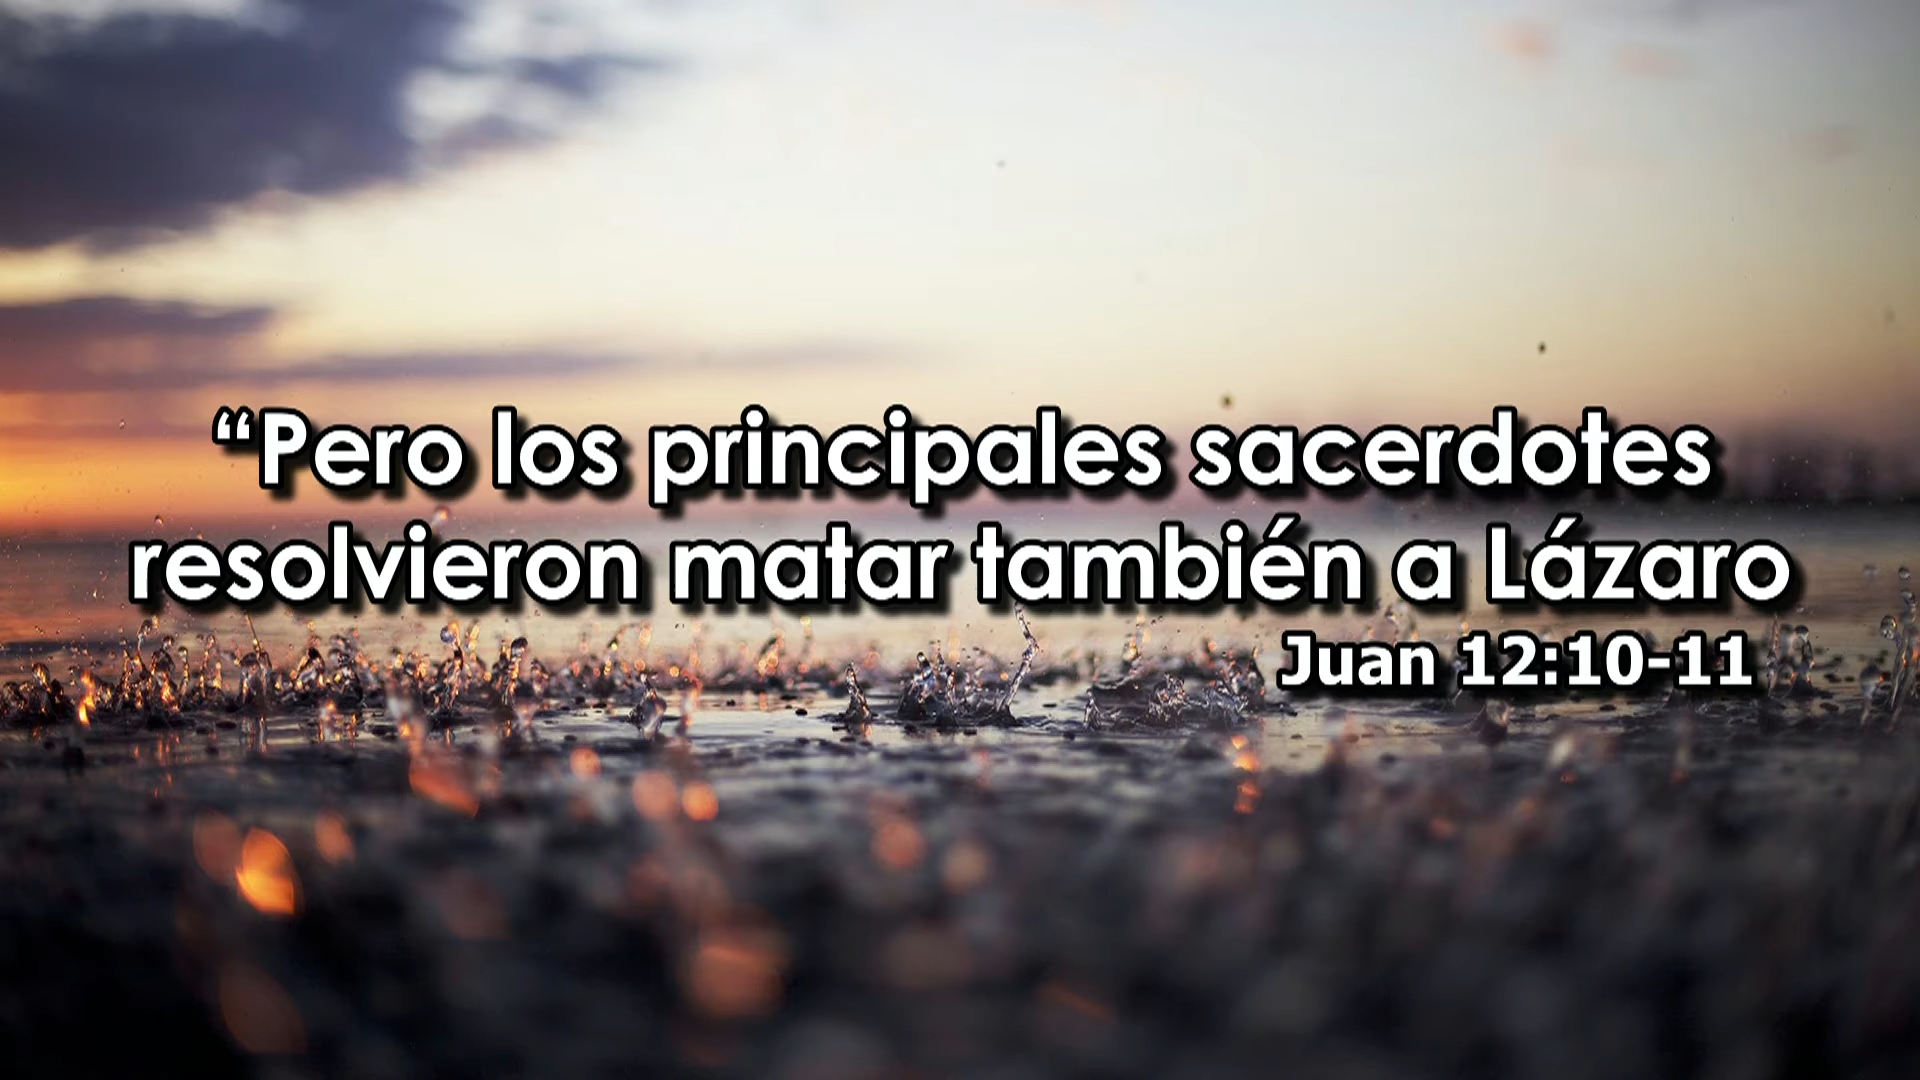 “Pero los principales sacerdotes
resolvieron matar también a Lázaro
Juan 12:10-11